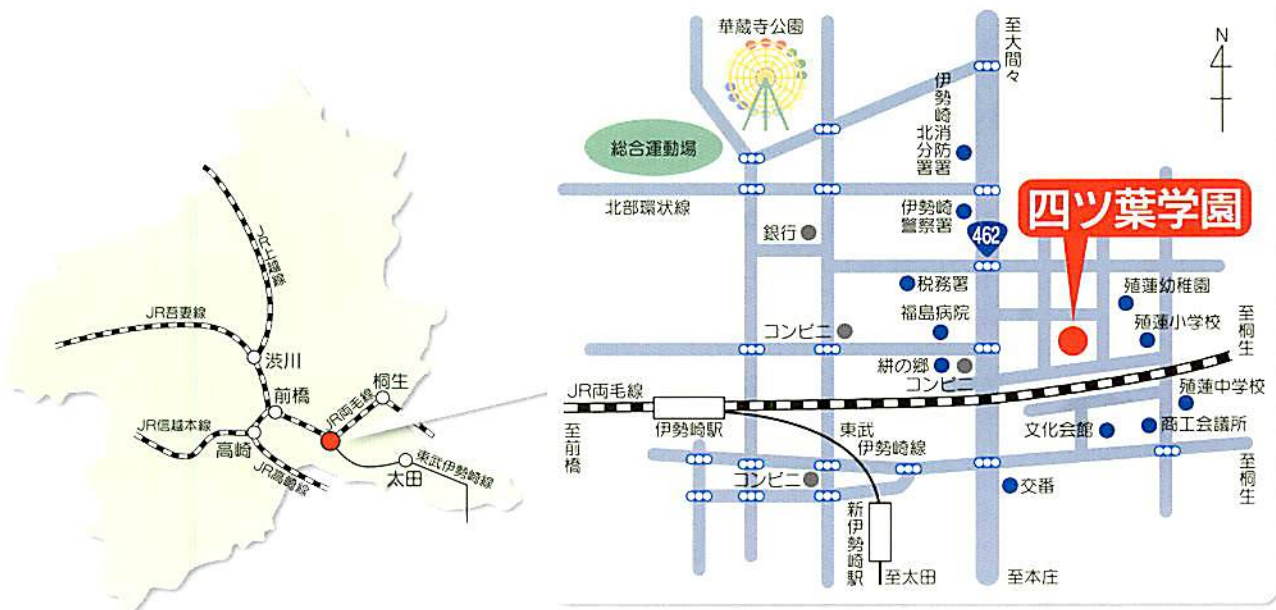 JR上越線
JR吾妻線
渋川
前橋
桐生
JR両毛線
JR信越本線
高崎
JR高崎線
太田
東武伊勢崎線
華蔵寺公園
至大間々
N
総合運動場
伊勢崎
北消
分防
署署
北部環状線
伊勢崎
警察署
四ツ葉学園
462
銀行
税務署
福島病院
コンビニ
絣の郷
コンビニ
殖蓮幼稚園
殖蓮小学校
至桐生
JR両毛線
伊勢崎駅
至前橋
東武
伊勢崎線
殖蓮中学校
文化会館
商工会議所
至桐生
コンビニ
交番
新伊勢崎駅
至太田
至本庄